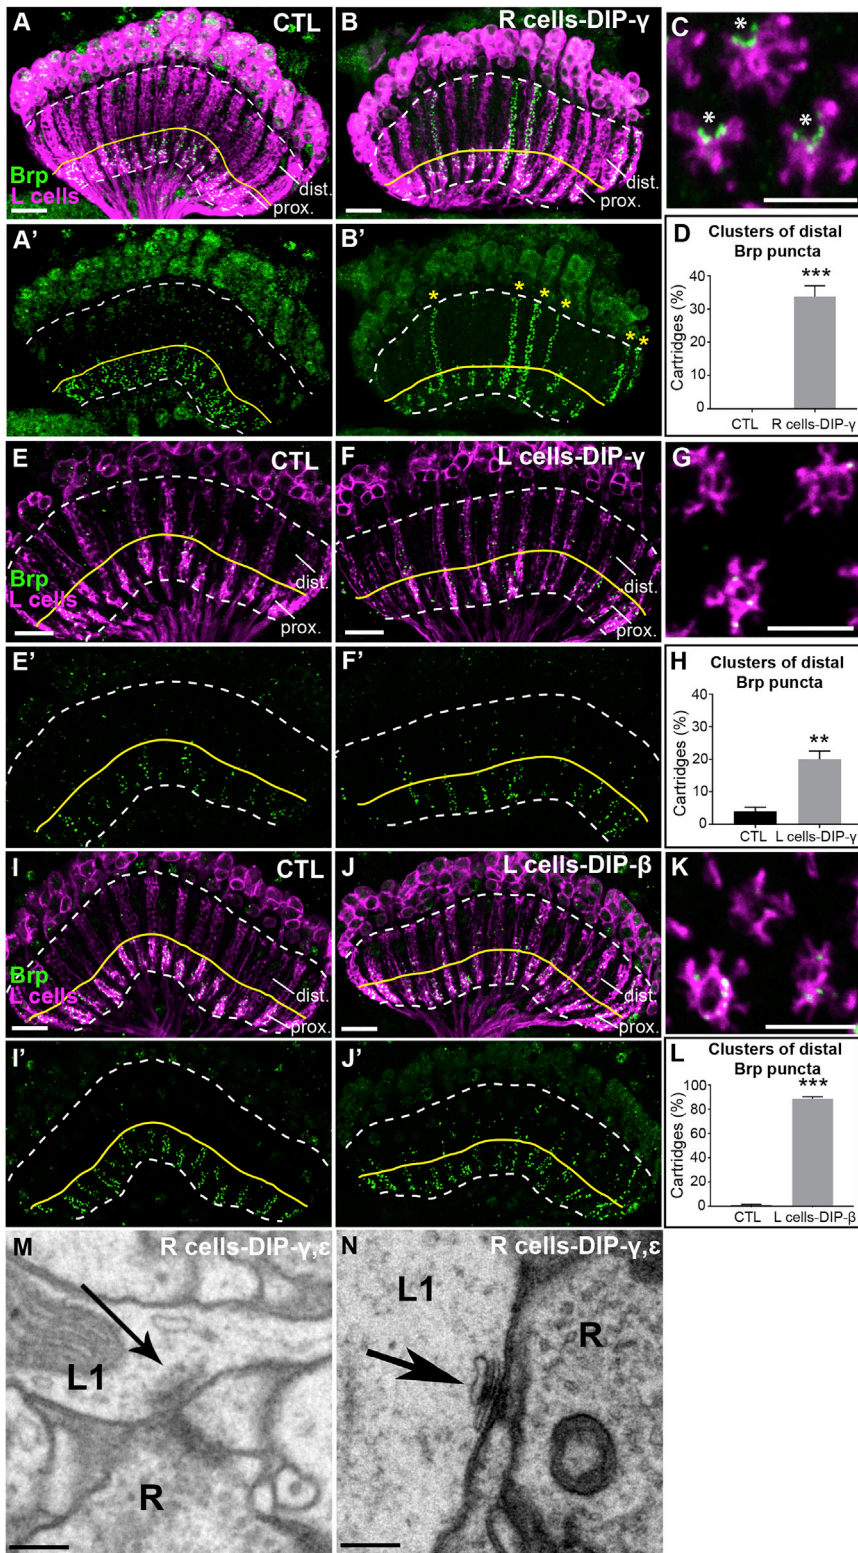 A CTL
Brp
L cells
dist.
prox.
B R cells-DIP-γ
dist.
prox.
C
*
*
*
A'
B'
* * * * * *
D Clusters of distal
Brp puncta
Cartridges (%)
40
30
20
10
0
***
CTL R cells-DIP-γ
E CTL
Brp
L cells
dist.
prox.
F L cells-DIP-γ
dist.
prox.
G
E'
F'
H Clusters of distal
Brp puncta
Cartridges (%)
40
30
20
10
0
**
CTL L cells-DIP-γ
I CTL
Brp
L cells
dist.
prox.
J L cells-DIP-β
dist.
prox.
K
I'
J'
L Clusters of distal
Brp puncta
Cartridges (%)
100
80
60
40
20
0
***
CTL L cells-DIP-β
M R cells-DIP-γ,ε
L1
R
N R cells-DIP-γ,ε
L1
R